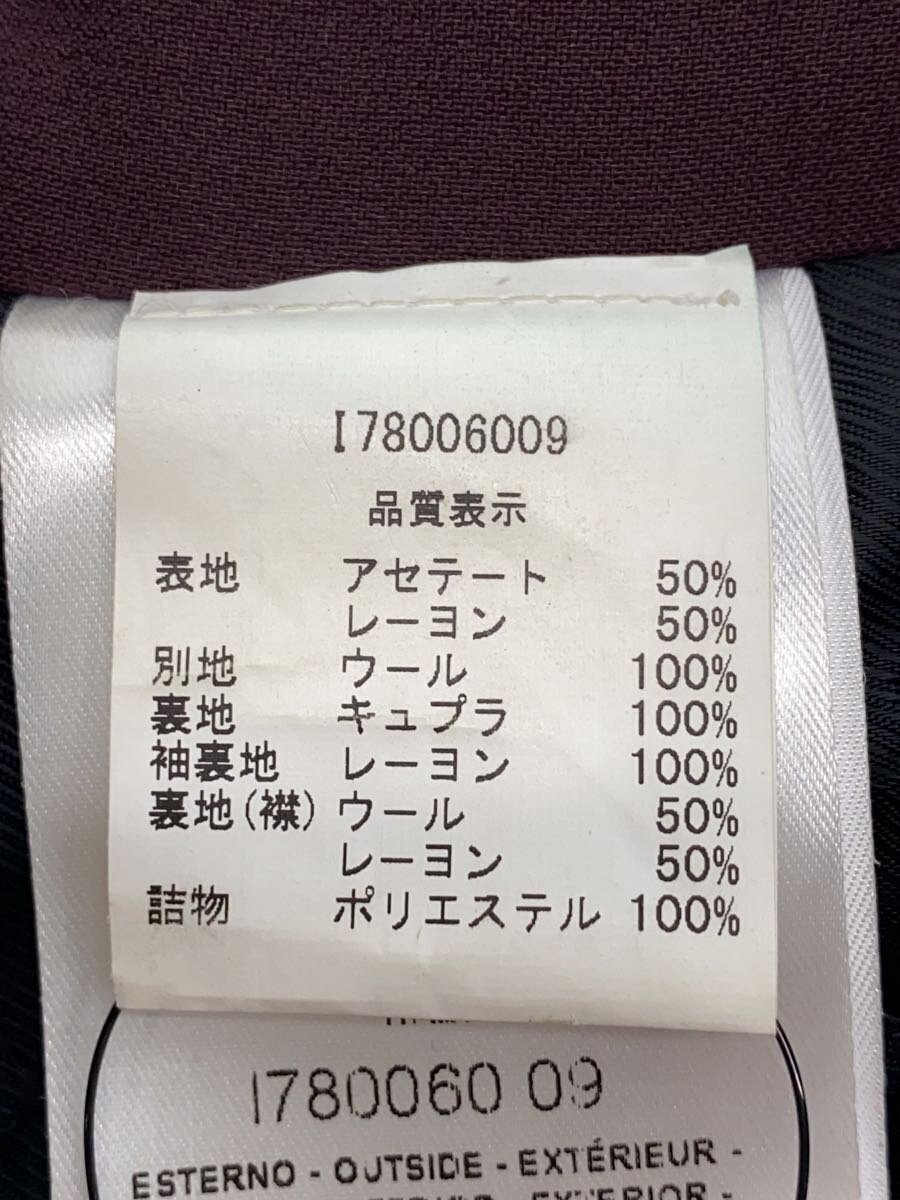 I78006009
品質表示
表地 アセテート 50%
レーヨン 50%
別地 ウール 100%
裏地 キュプラ 100%
袖裏地 レーヨン 100%
裏地(襟) ウール 50%
レーヨン 50%
詰物 ポリエステル 100%
I780060 09
ESTERNO - OUTSIDE - EXTÉRIEUR -
EXTERIOR -